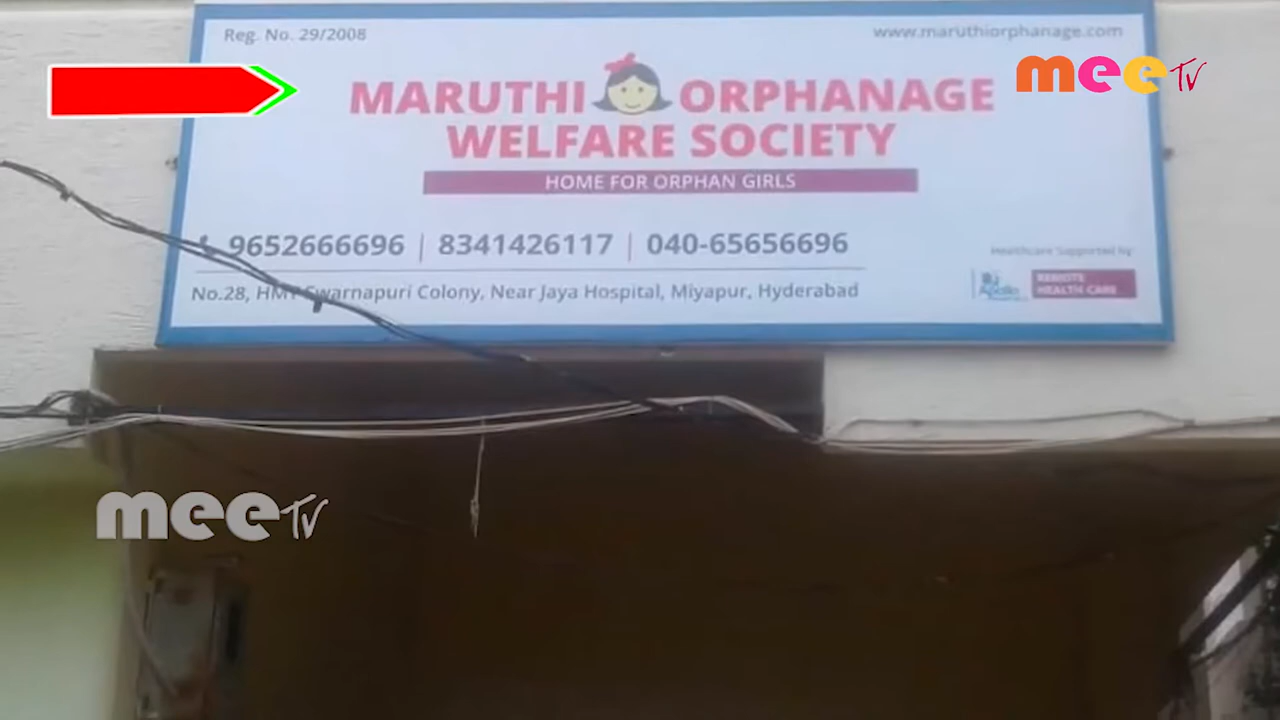 Reg. No. 29/2008
www.maruthiorphanage.com
mee TV
MARUTHI ORPHANAGE
WELFARE SOCIETY
HOME FOR ORPHAN GIRLS
9652666696 | 8341426117 | 040-65656696
Healthcare Supported by
Apollo
REMOTE
HEALTH CARE
No.28, HMT Swarnapuri Colony, Near Jaya Hospital, Miyapur, Hyderabad
mee TV